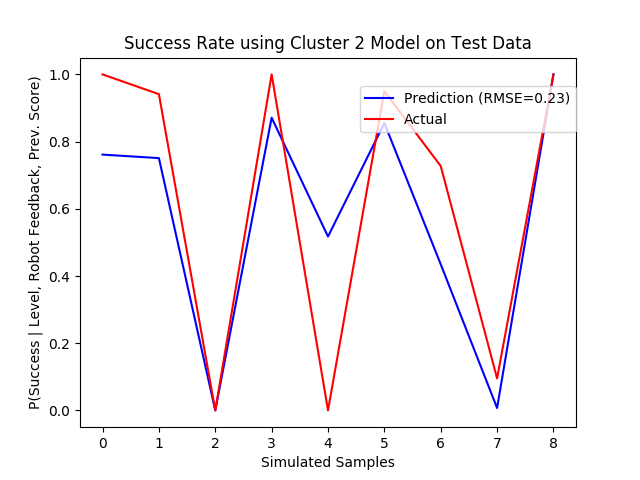 Success Rate using Cluster 2 Model on Test Data
P(Success | Level, Robot Feedback, Prev. Score)
1.0
0.8
0.6
0.4
0.2
0.0
Prediction (RMSE=0.23)
Actual
0 1 2 3 4 5 6 7 8
Simulated Samples